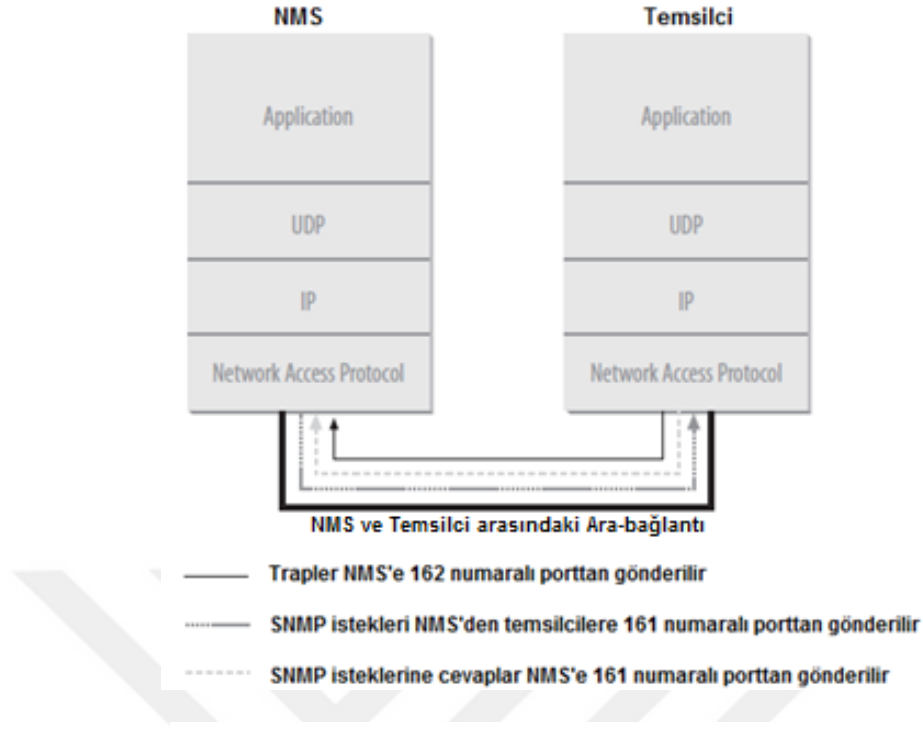 NMS
Temsilci
Application
Application
UDP
UDP
IP
IP
Network Access Protocol
Network Access Protocol
NMS ve Temsilci arasındaki Ara-bağlantı
Trapler NMS'e 162 numaralı porttan gönderilir
SNMP istekleri NMS'den temsilcilere 161 numaralı porttan gönderilir
SNMP isteklerine cevaplar NMS'e 161 numaralı porttan gönderilir